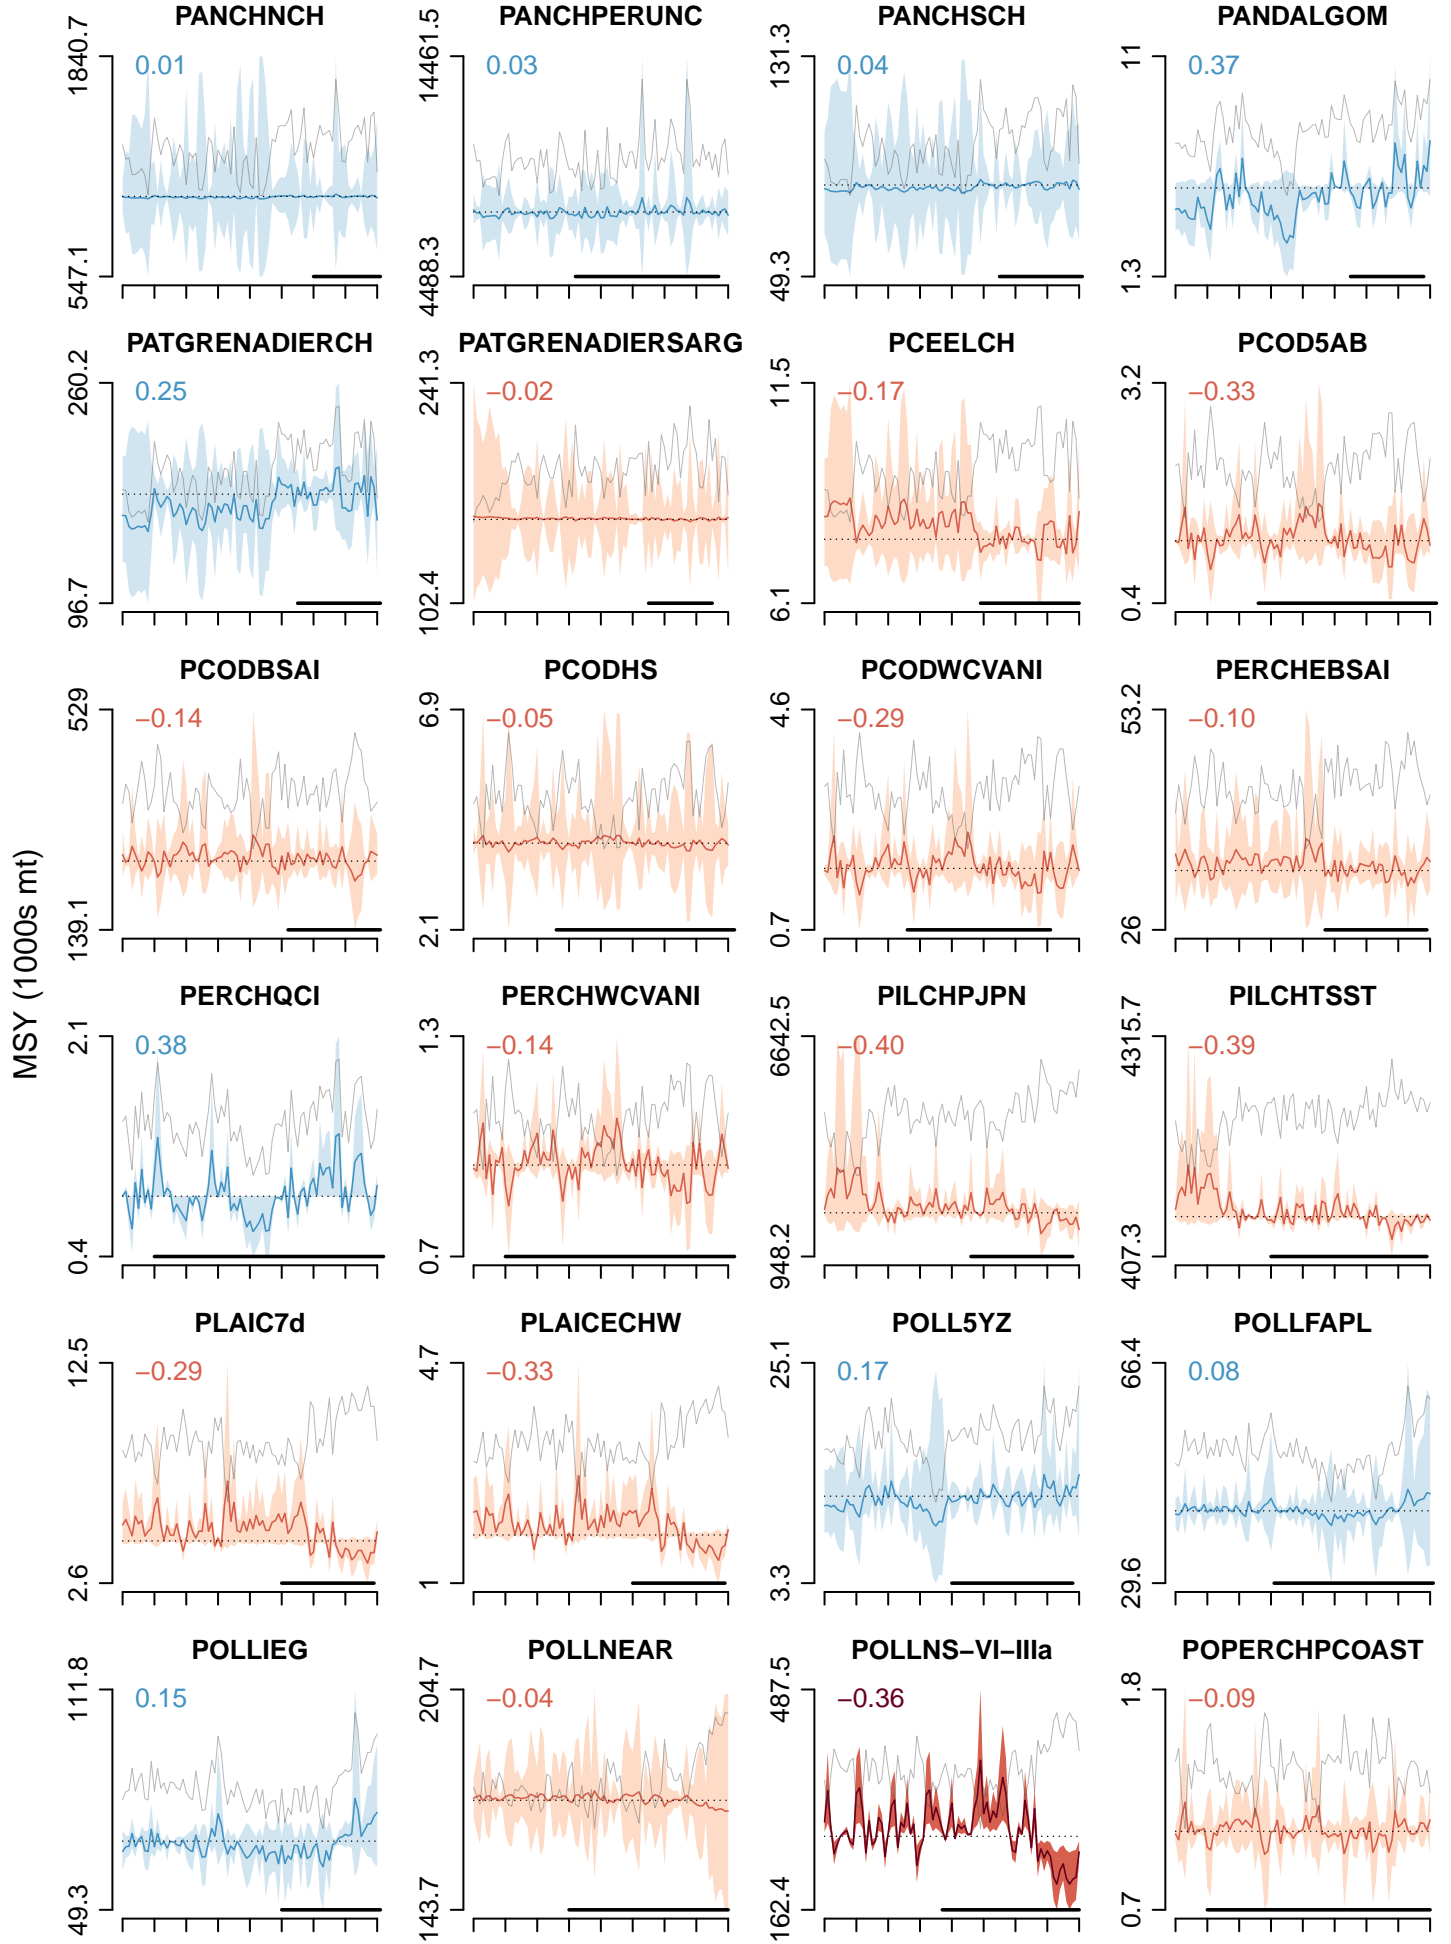 PANCHNCH PANCHPERUNC PANCHSCH PANDALGOM
1840.7 0.01 14461.5 0.03 131.3 0.04 11 0.37
547.1 4488.3 49.3 1.3
PATGRENADIERCH PATGRENADIERSARG PCEELCH PCOD5AB
260.2 0.25 241.3 −0.02 11.5 −0.17 3.2 −0.33
96.7 102.4 6.1 0.4
PCODBSAI PCODHS PCODWCVANI PERCHEBSAI
529 −0.14 6.9 −0.05 4.6 −0.29 53.2 −0.10
139.1 2.1 0.7 26
MSY (1000s mt)
PERCHQCI PERCHWCVANI PILCHPJPN PILCHTSST
2.1 0.38 1.3 −0.14 6642.5 −0.40 4315.7 −0.39
0.4 0.7 948.2 407.3
PLAIC7d PLAICECHW POLL5YZ POLLFAPL
12.5 −0.29 4.7 −0.33 25.1 0.17 66.4 0.08
2.6 1 3.3 29.6
POLLIEG POLLNEAR POLLNS−VI−IIIa POPERCHPCOAST
111.8 0.15 204.7 −0.04 487.5 −0.36 1.8 −0.09
49.3 143.7 162.4 0.7